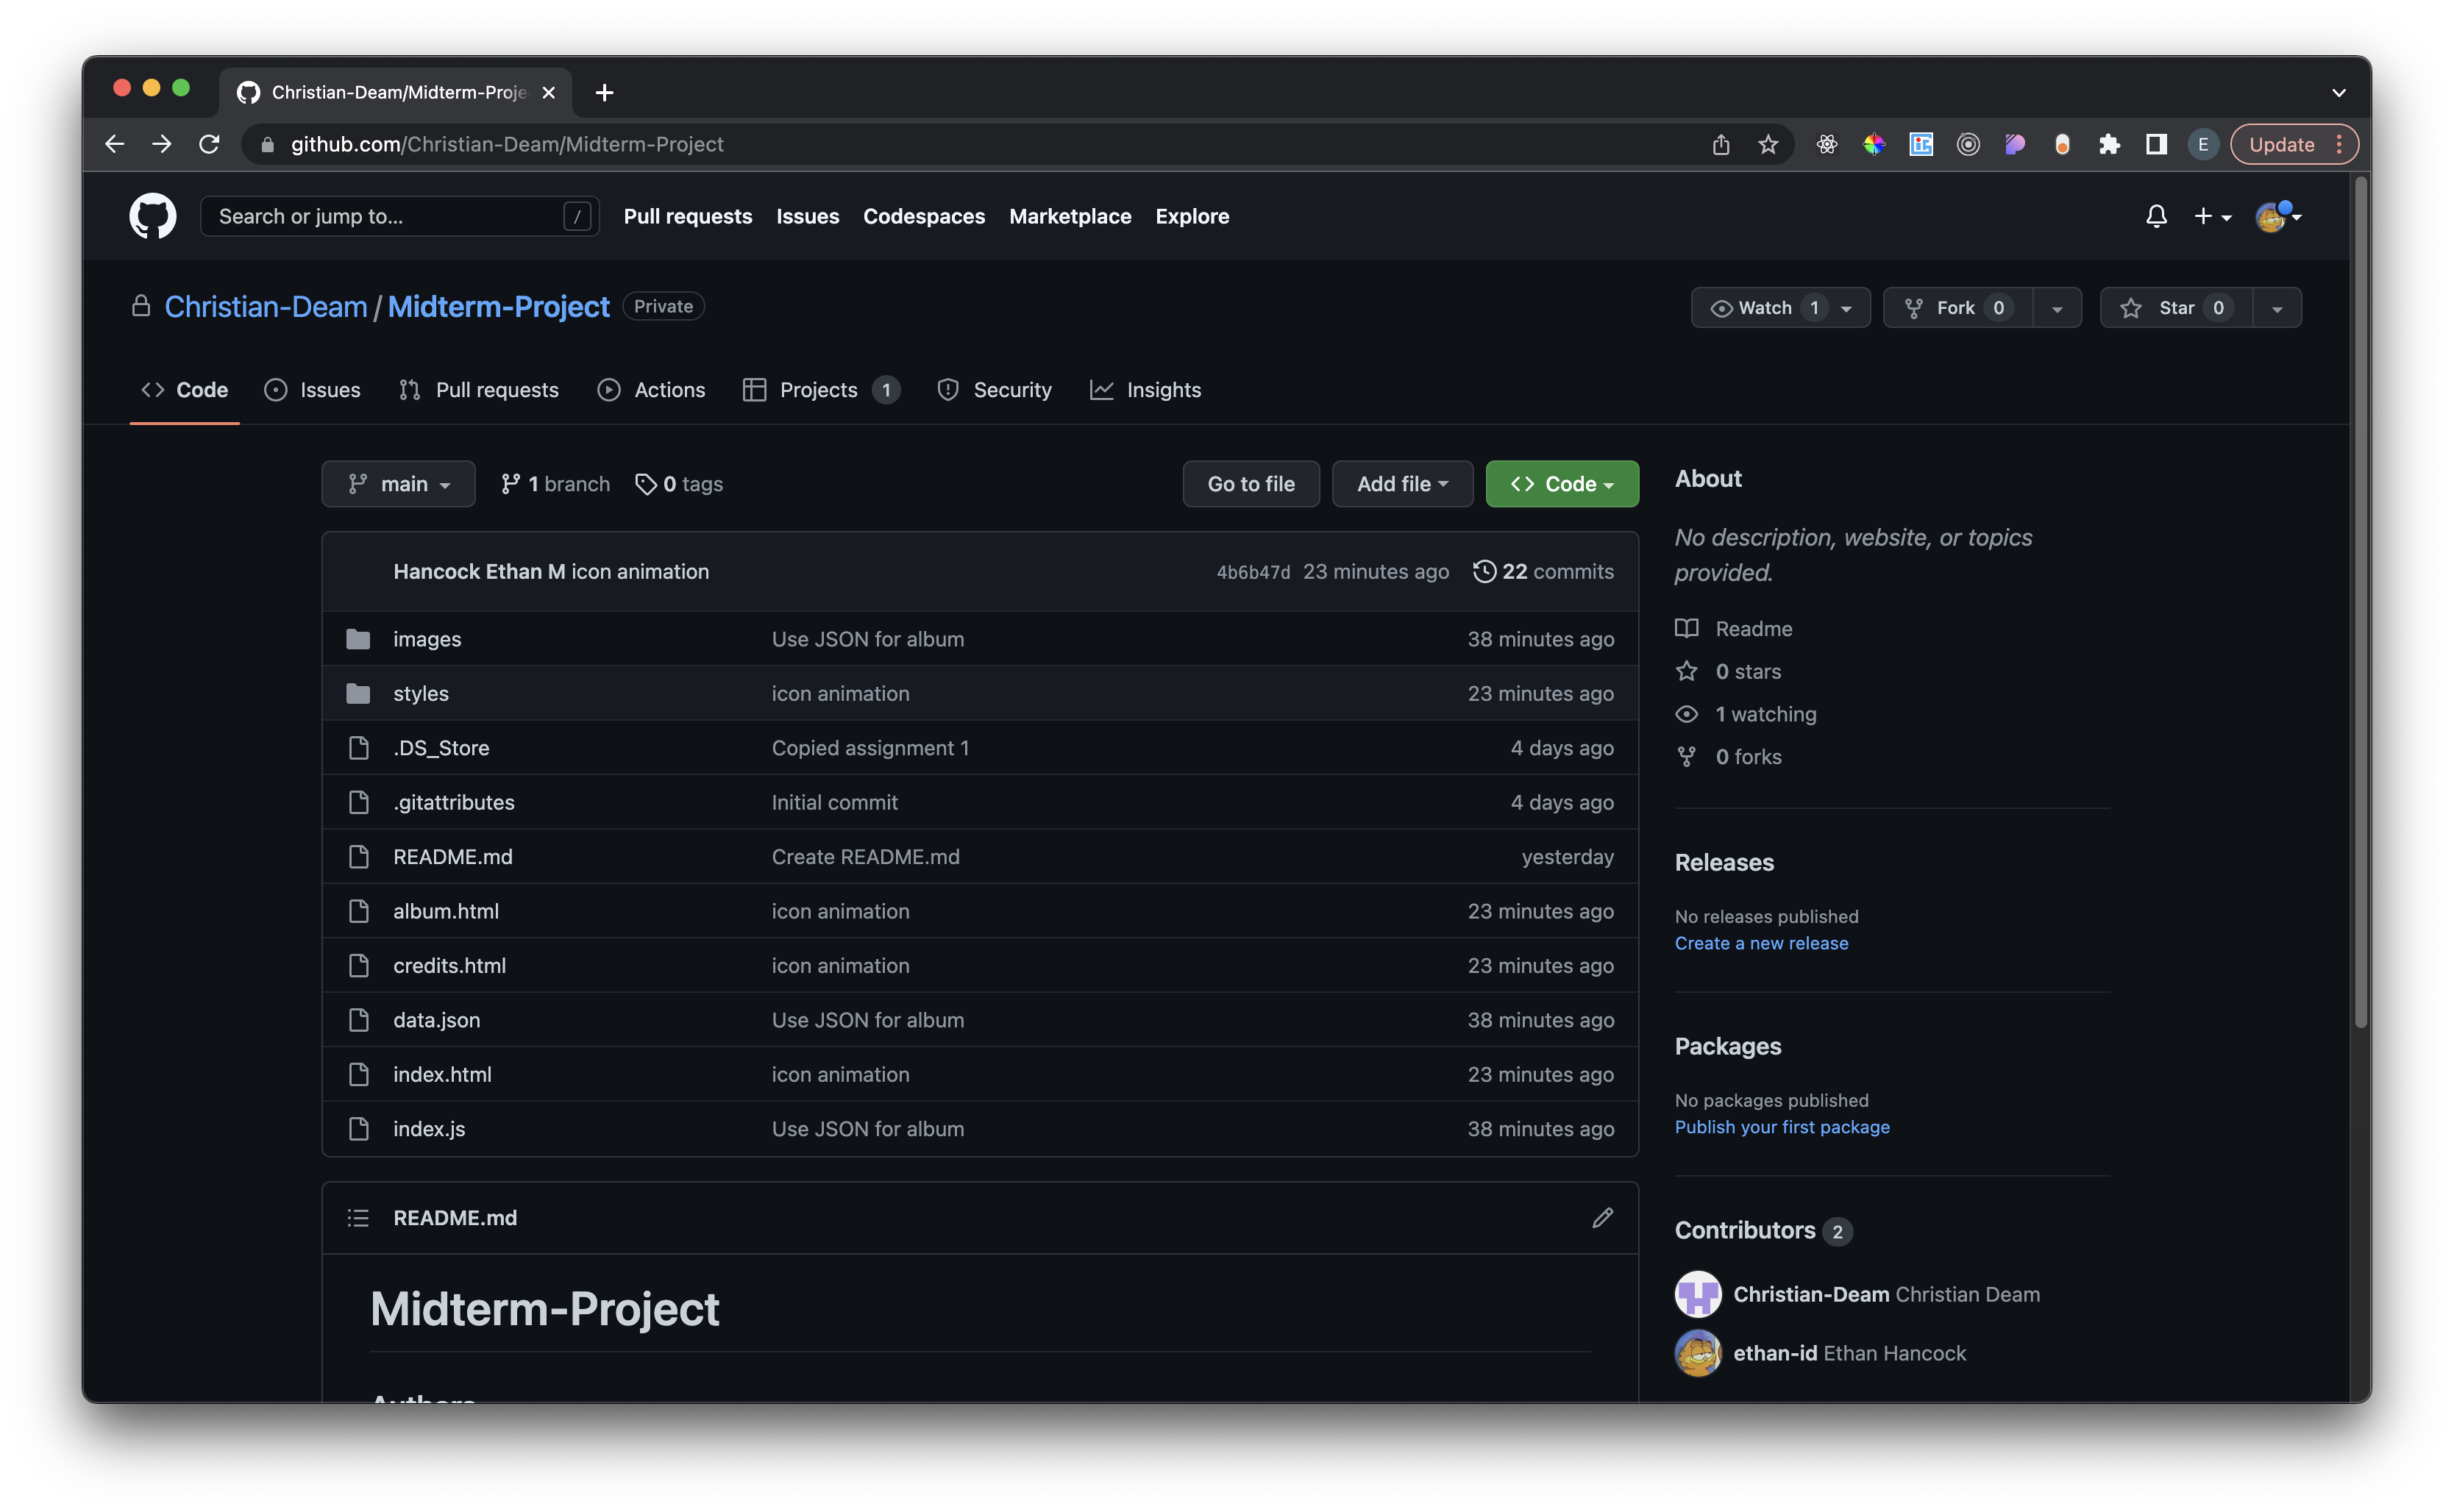 Christian-Deam/Midterm-Proje
github.com/Christian-Deam/Midterm-Project
E
Update
Search or jump to...
/
Pull requests
Issues
Codespaces
Marketplace
Explore
Christian-Deam / Midterm-Project
Private
Watch 1
Fork 0
Star 0
Code
Issues
Pull requests
Actions
Projects 1
Security
Insights
main
1 branch
0 tags
Go to file
Add file
Code
Hancock Ethan M icon animation 4b6b47d 23 minutes ago 22 commits
images Use JSON for album 38 minutes ago
styles icon animation 23 minutes ago
.DS_Store Copied assignment 1 4 days ago
.gitattributes Initial commit 4 days ago
README.md Create README.md yesterday
album.html icon animation 23 minutes ago
credits.html icon animation 23 minutes ago
data.json Use JSON for album 38 minutes ago
index.html icon animation 23 minutes ago
index.js Use JSON for album 38 minutes ago
README.md
Midterm-Project
Authors
About
No description, website, or topics
provided.
Readme
0 stars
1 watching
0 forks
Releases
No releases published
Create a new release
Packages
No packages published
Publish your first package
Contributors 2
Christian-Deam Christian Deam
ethan-id Ethan Hancock